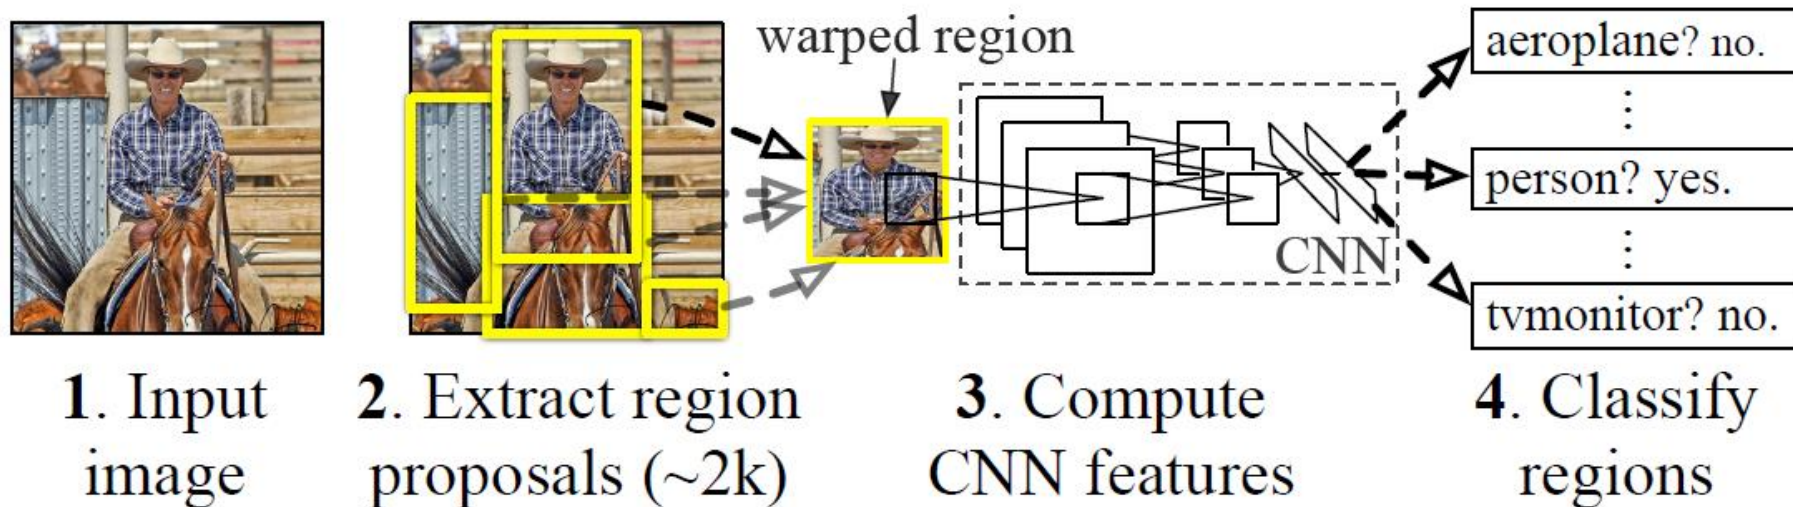 warped region
aeroplane? no.
⋮
person? yes.
⋮
tvmonitor? no.
CNN
1. Input
image
2. Extract region
proposals (~2k)
3. Compute
CNN features
4. Classify
regions